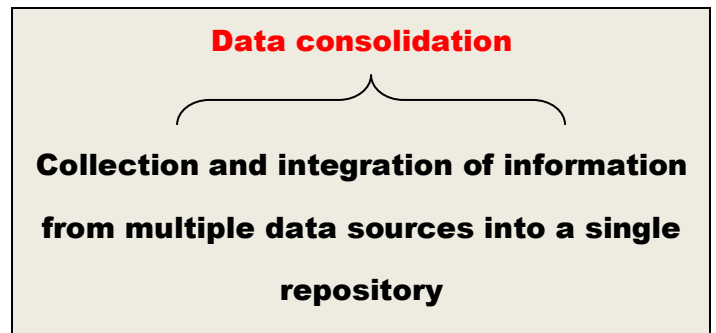 Data consolidation
Collection and integration of information
from multiple data sources into a single
repository